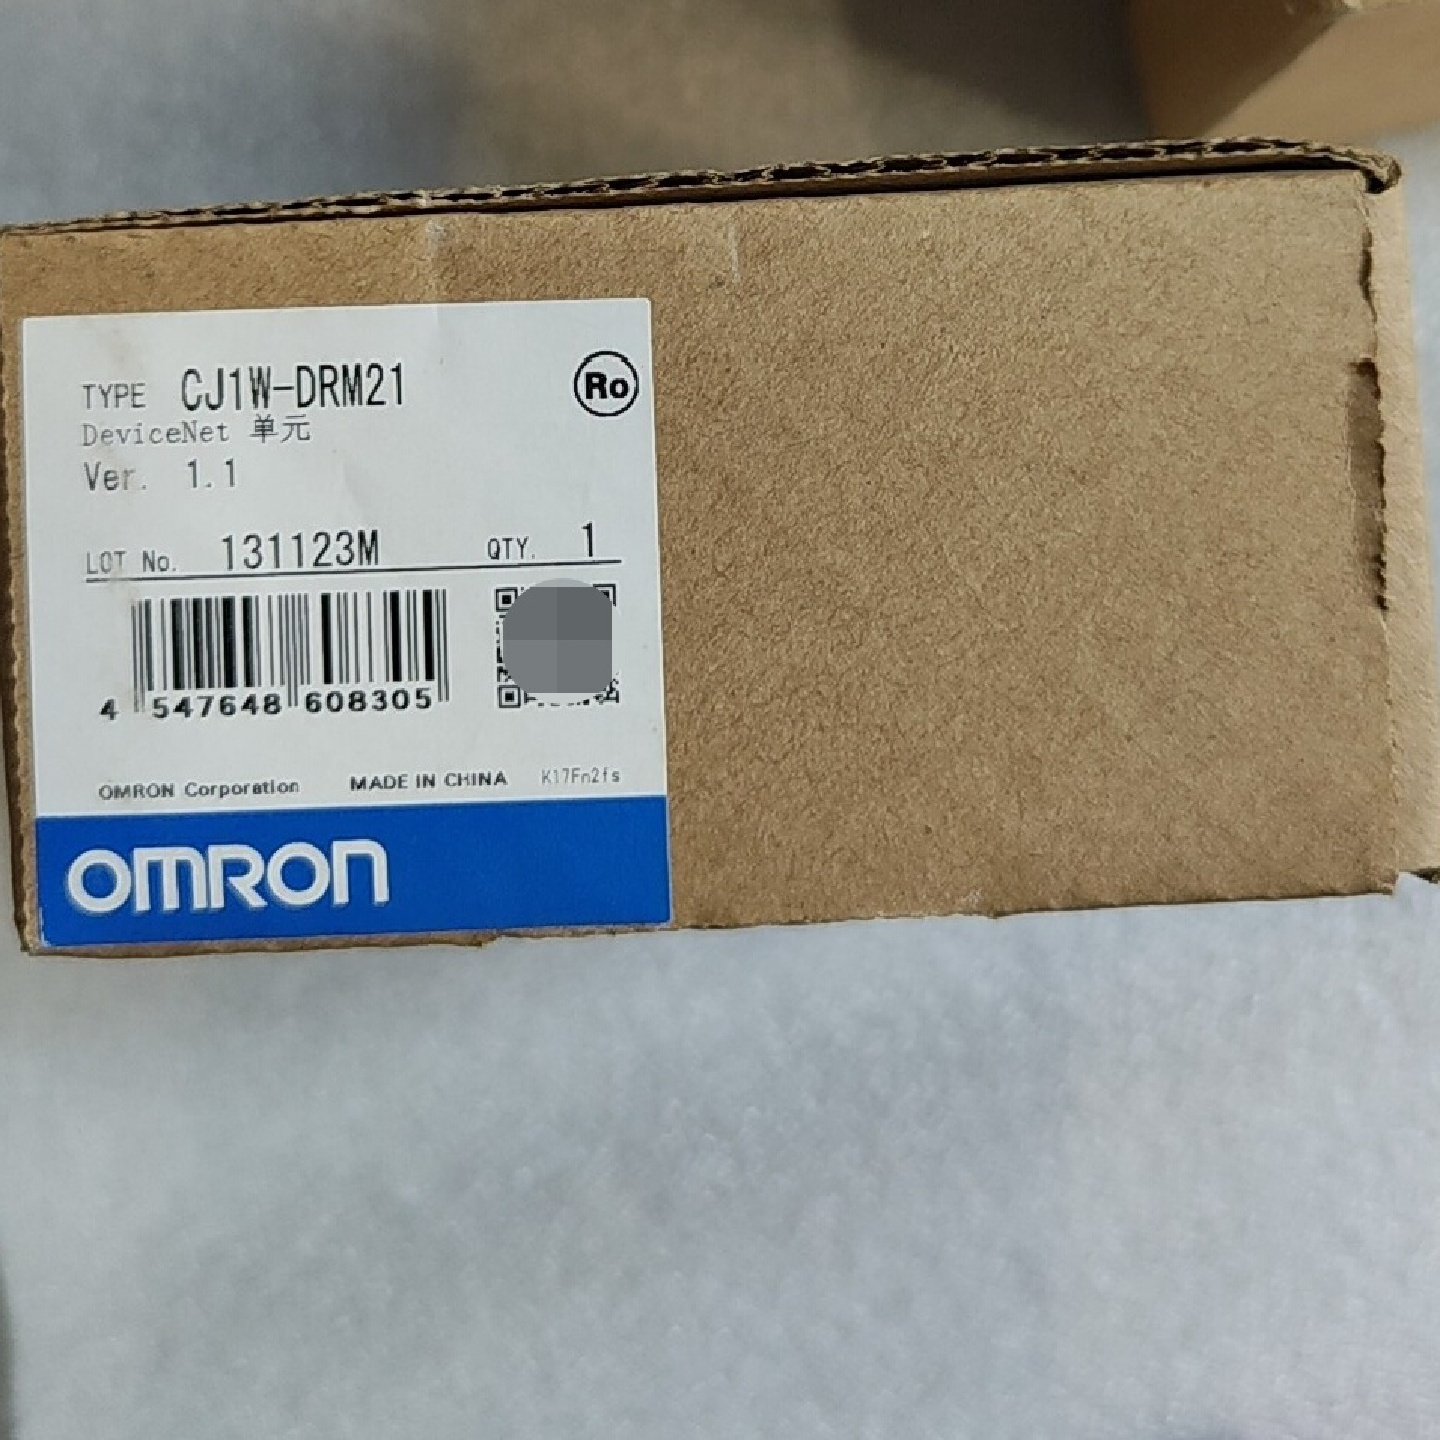 TYPE CJ1W-DRM21
Ro
DeviceNet 单元
Ver. 1.1
LOT No. 131123M QTY. 1
4 547648 608305
OMRON Corporation MADE IN CHINA K17Fn2fs
OMRON